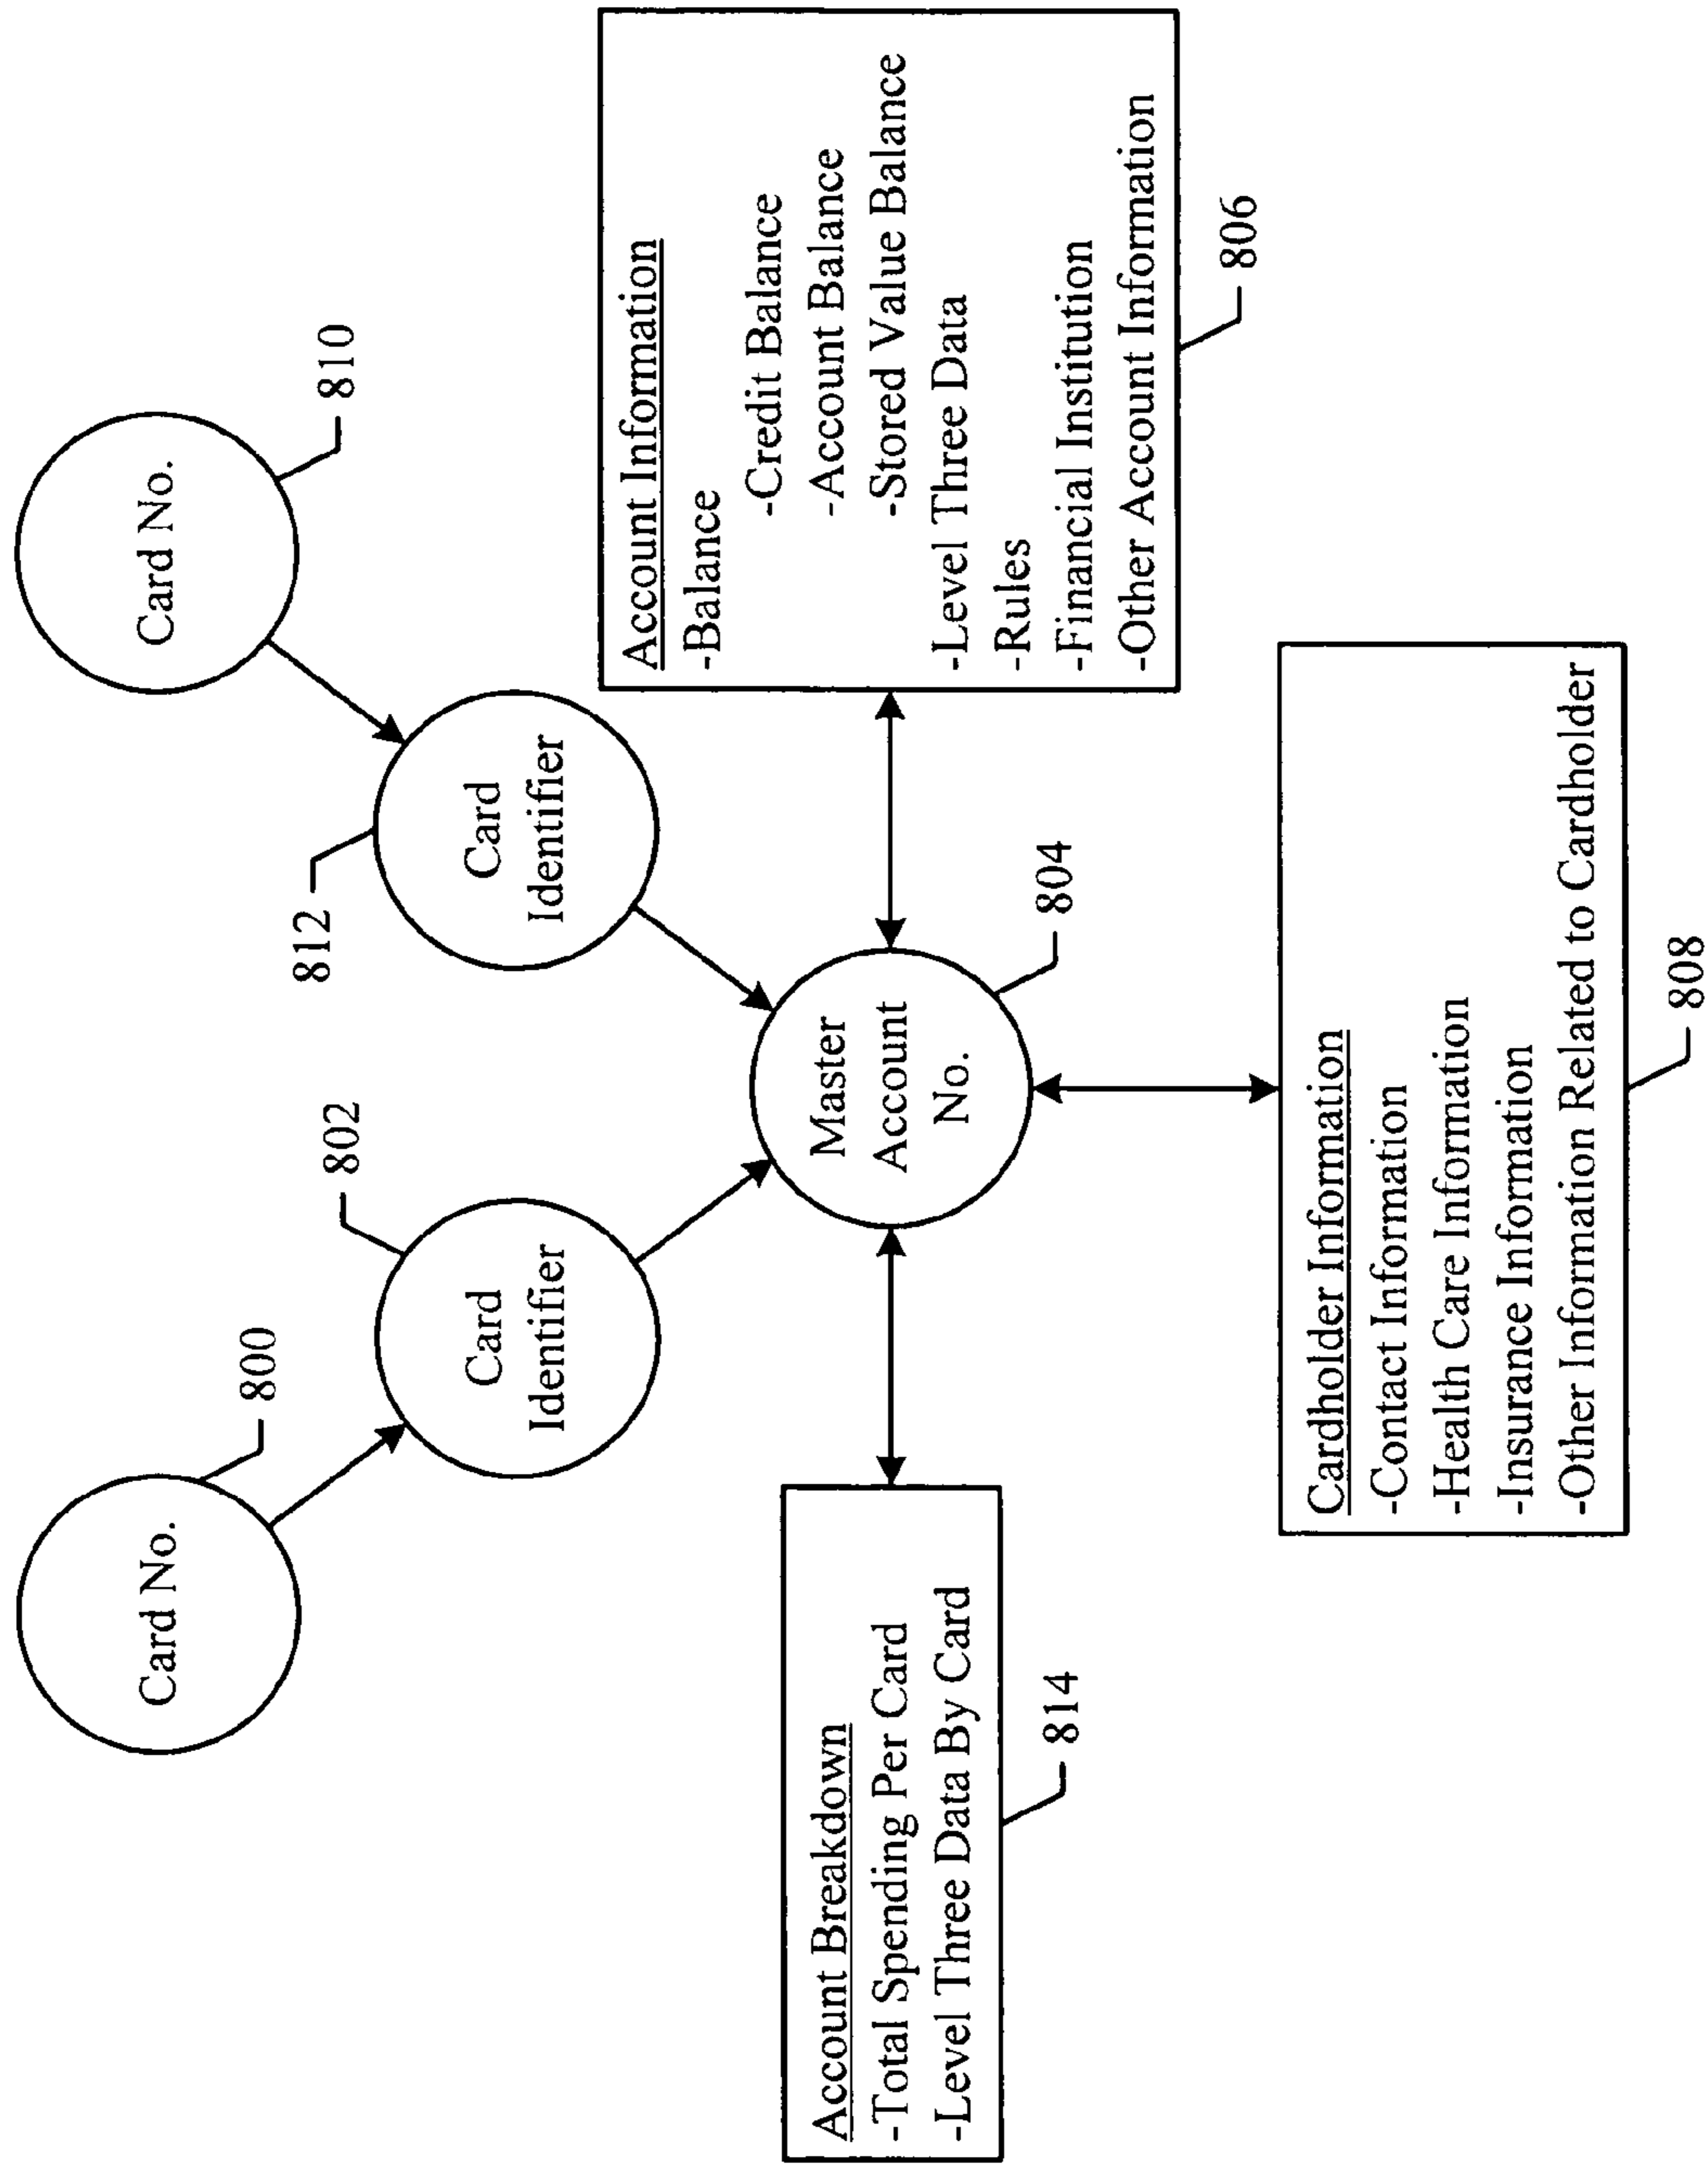 Card No.
800
Card
Identifier
802
Card No.
810
Card
Identifier
812
Master
Account
No.
804
Account Breakdown
-Total Spending Per Card
-Level Three Data By Card
814
Account Information
-Balance
-Credit Balance
-Account Balance
-Stored Value Balance
-Level Three Data
-Rules
-Financial Institution
-Other Account Information
806
Cardholder Information
-Contact Information
-Health Care Information
-Insurance Information
-Other Information Related to Cardholder
808